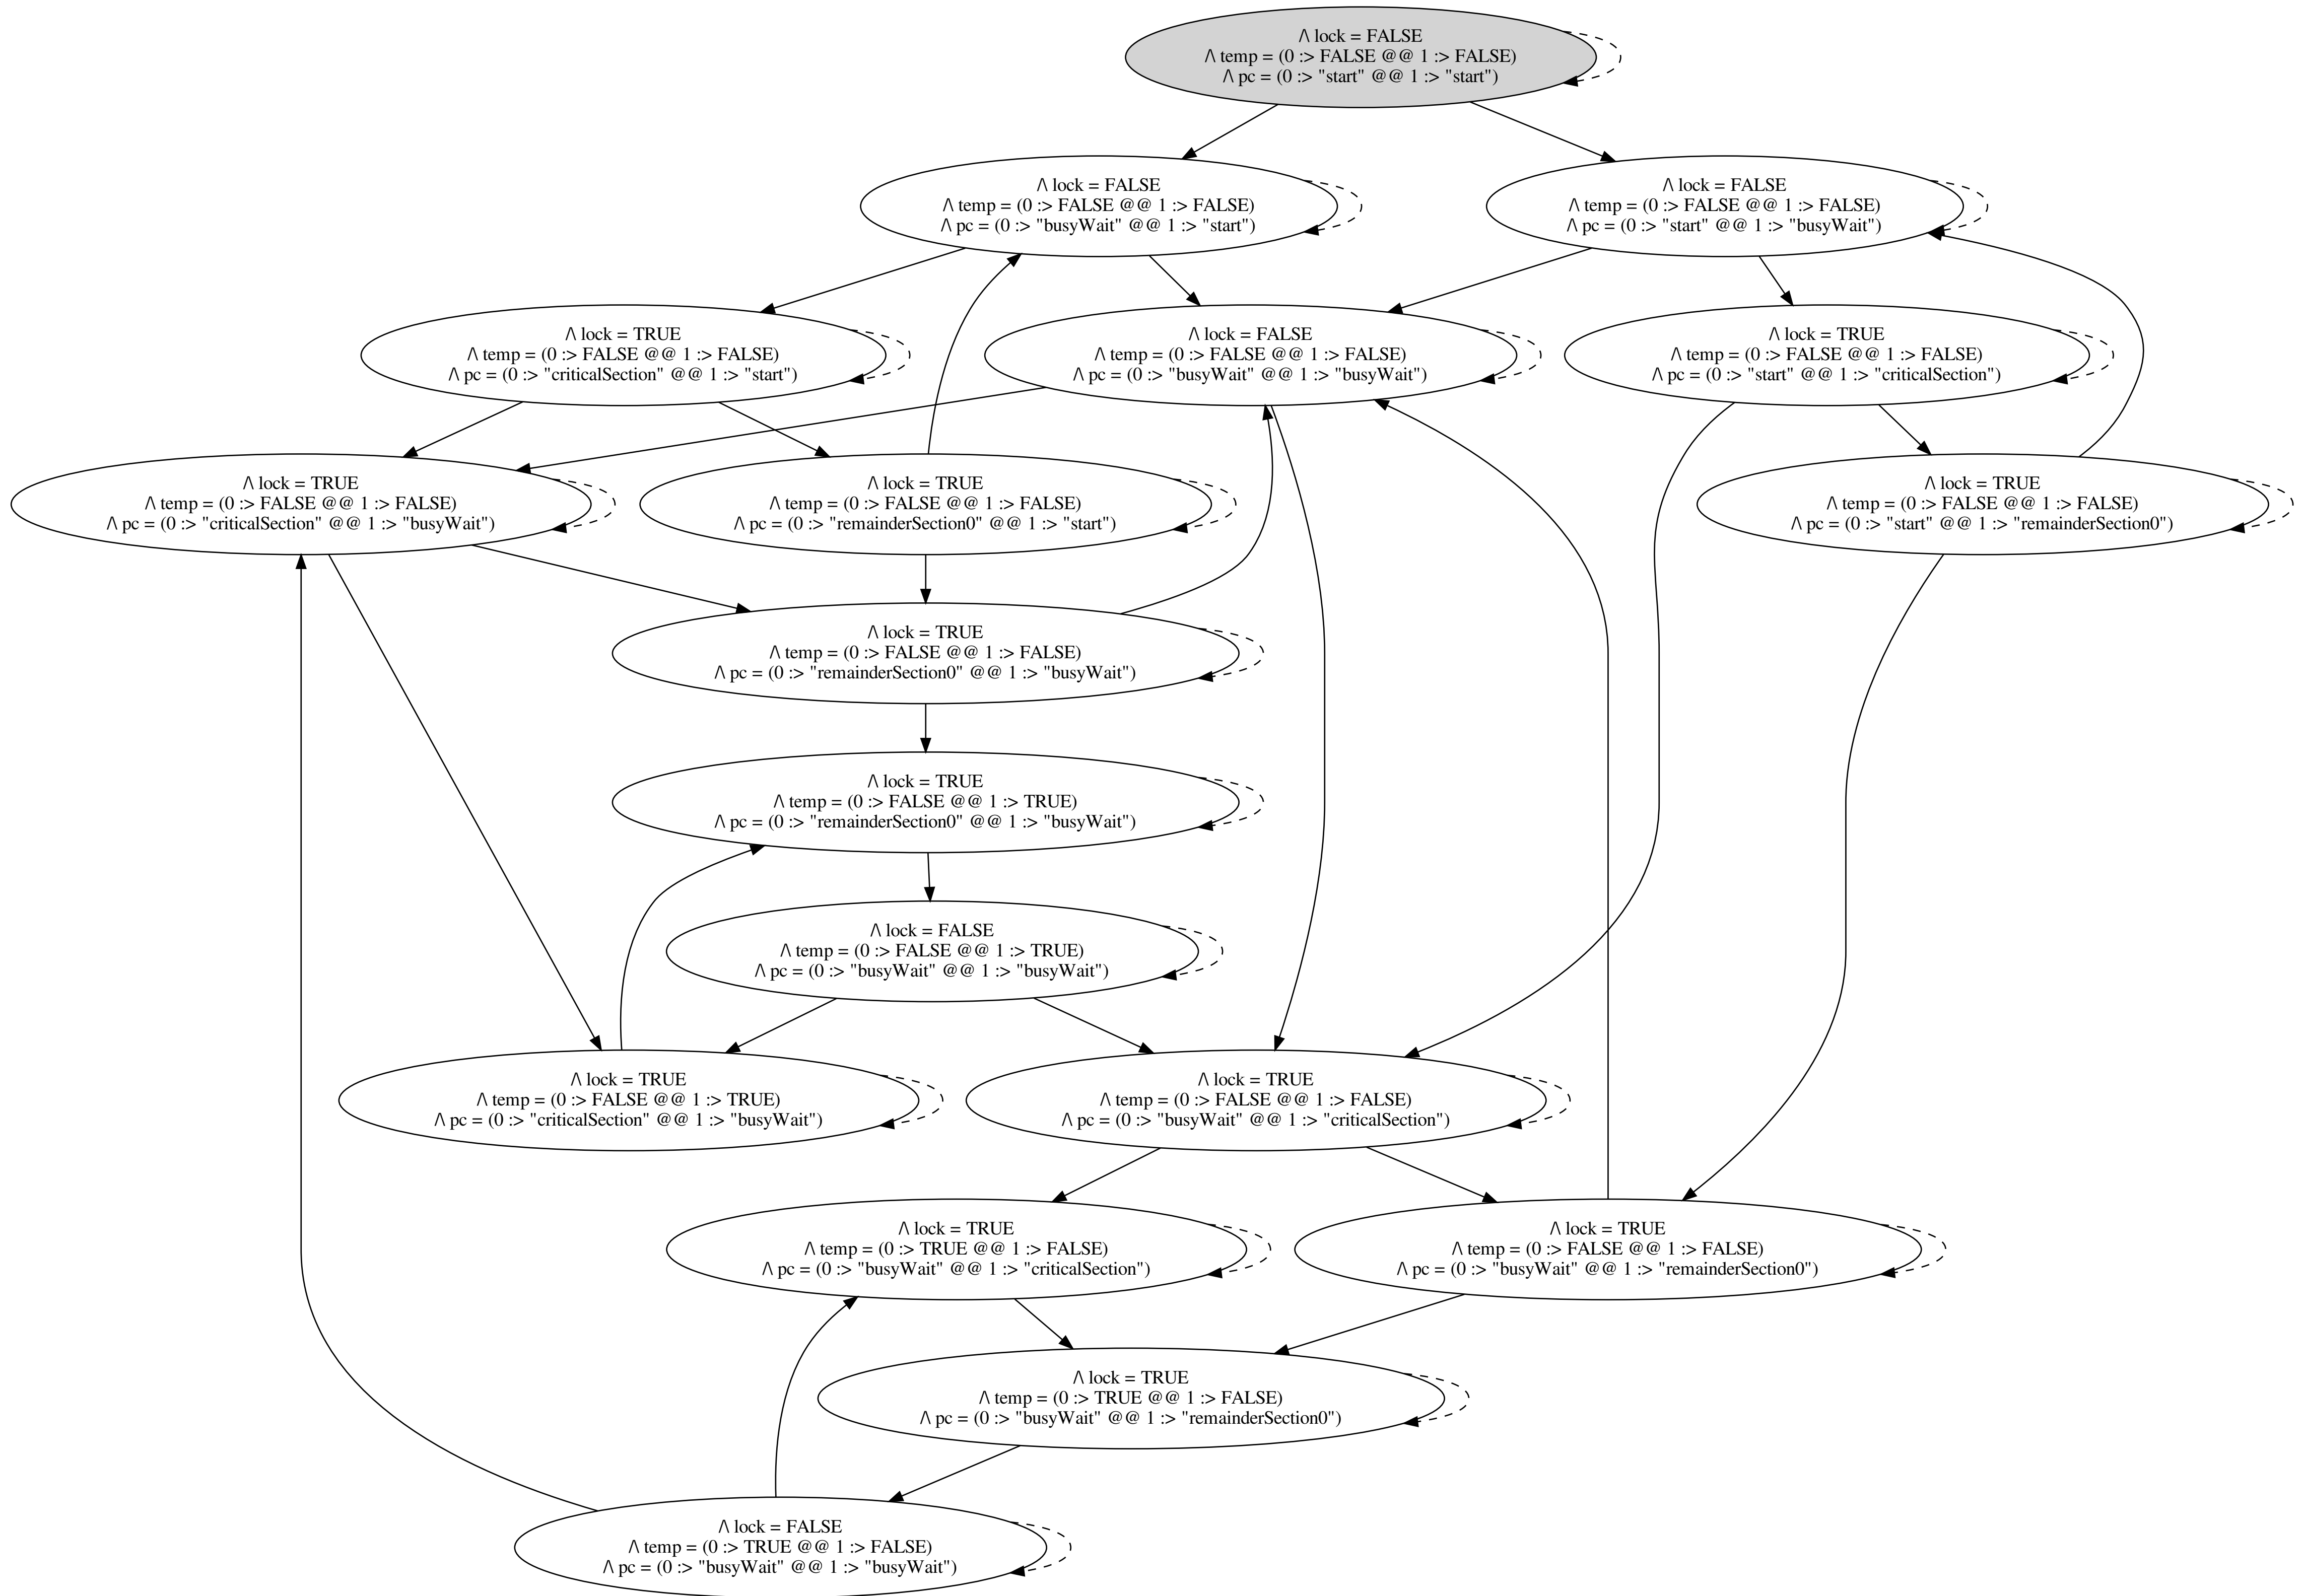 /\ lock = FALSE
/\ temp = (0 :> FALSE @@ 1 :> FALSE)
/\ pc = (0 :> "start" @@ 1 :> "start")
/\ lock = FALSE
/\ temp = (0 :> FALSE @@ 1 :> FALSE)
/\ pc = (0 :> "busyWait" @@ 1 :> "start")
/\ lock = FALSE
/\ temp = (0 :> FALSE @@ 1 :> FALSE)
/\ pc = (0 :> "start" @@ 1 :> "busyWait")
/\ lock = TRUE
/\ temp = (0 :> FALSE @@ 1 :> FALSE)
/\ pc = (0 :> "criticalSection" @@ 1 :> "start")
/\ lock = FALSE
/\ temp = (0 :> FALSE @@ 1 :> FALSE)
/\ pc = (0 :> "busyWait" @@ 1 :> "busyWait")
/\ lock = TRUE
/\ temp = (0 :> FALSE @@ 1 :> FALSE)
/\ pc = (0 :> "start" @@ 1 :> "criticalSection")
/\ lock = TRUE
/\ temp = (0 :> FALSE @@ 1 :> FALSE)
/\ pc = (0 :> "criticalSection" @@ 1 :> "busyWait")
/\ lock = TRUE
/\ temp = (0 :> FALSE @@ 1 :> FALSE)
/\ pc = (0 :> "remainderSection0" @@ 1 :> "start")
/\ lock = TRUE
/\ temp = (0 :> FALSE @@ 1 :> FALSE)
/\ pc = (0 :> "start" @@ 1 :> "remainderSection0")
/\ lock = TRUE
/\ temp = (0 :> FALSE @@ 1 :> FALSE)
/\ pc = (0 :> "remainderSection0" @@ 1 :> "busyWait")
/\ lock = TRUE
/\ temp = (0 :> FALSE @@ 1 :> TRUE)
/\ pc = (0 :> "remainderSection0" @@ 1 :> "busyWait")
/\ lock = FALSE
/\ temp = (0 :> FALSE @@ 1 :> TRUE)
/\ pc = (0 :> "busyWait" @@ 1 :> "busyWait")
/\ lock = TRUE
/\ temp = (0 :> FALSE @@ 1 :> TRUE)
/\ pc = (0 :> "criticalSection" @@ 1 :> "busyWait")
/\ lock = TRUE
/\ temp = (0 :> FALSE @@ 1 :> FALSE)
/\ pc = (0 :> "busyWait" @@ 1 :> "criticalSection")
/\ lock = TRUE
/\ temp = (0 :> TRUE @@ 1 :> FALSE)
/\ pc = (0 :> "busyWait" @@ 1 :> "criticalSection")
/\ lock = TRUE
/\ temp = (0 :> FALSE @@ 1 :> FALSE)
/\ pc = (0 :> "busyWait" @@ 1 :> "remainderSection0")
/\ lock = TRUE
/\ temp = (0 :> TRUE @@ 1 :> FALSE)
/\ pc = (0 :> "busyWait" @@ 1 :> "remainderSection0")
/\ lock = FALSE
/\ temp = (0 :> TRUE @@ 1 :> FALSE)
/\ pc = (0 :> "busyWait" @@ 1 :> "busyWait")